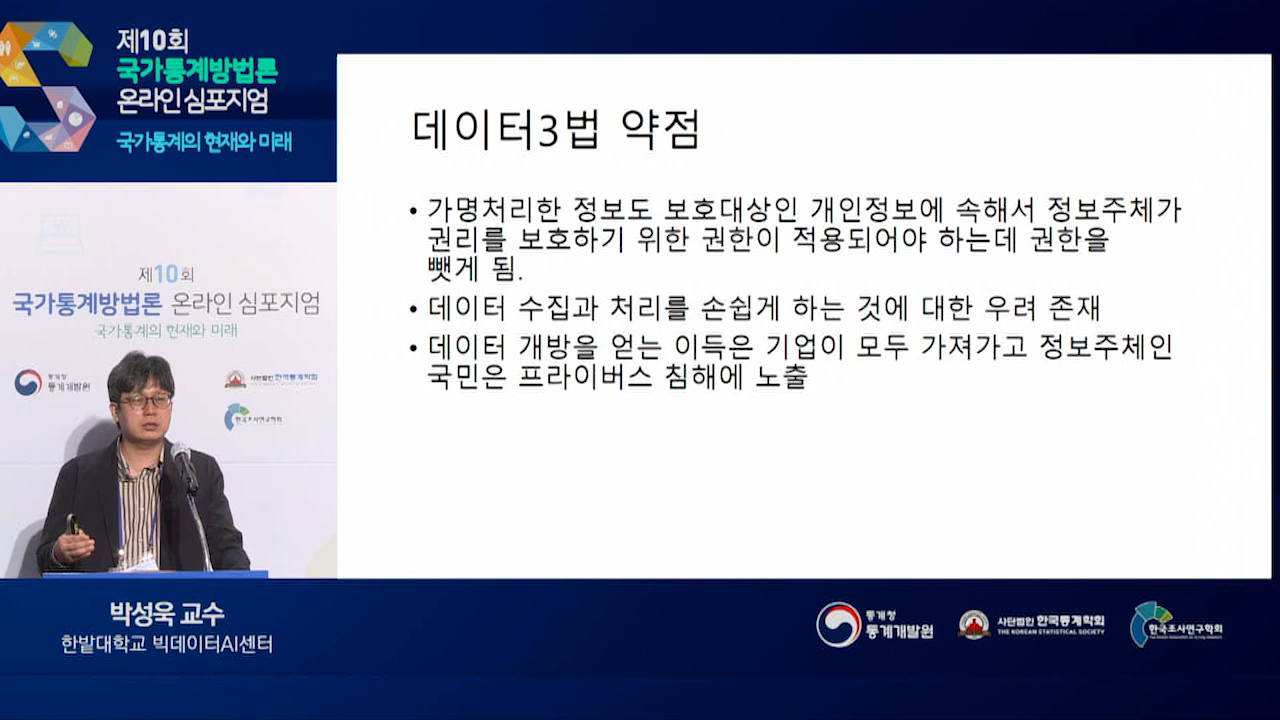 제10회
국가통계방법론
온라인 심포지엄
국가통계의 현재와 미래
제10회
국가통계방법론 온라인 심포지엄
국가통계의 현재와 미래
통계청
통계개발원
사단법인 한국통계학회
한국조사연구학회
데이터3법 약점
• 가명처리한 정보도 보호대상인 개인정보에 속해서 정보주체가
권리를 보호하기 위한 권한이 적용되어야 하는데 권한을
뺏게 됨.
• 데이터 수집과 처리를 손쉽게 하는 것에 대한 우려 존재
• 데이터 개방을 얻는 이득은 기업이 모두 가져가고 정보주체인
국민은 프라이버스 침해에 노출
박성욱 교수
한밭대학교 빅데이터AI센터
통계청
통계개발원
사단법인 한국통계학회
THE KOREAN STATISTICAL SOCIETY
한국조사연구학회